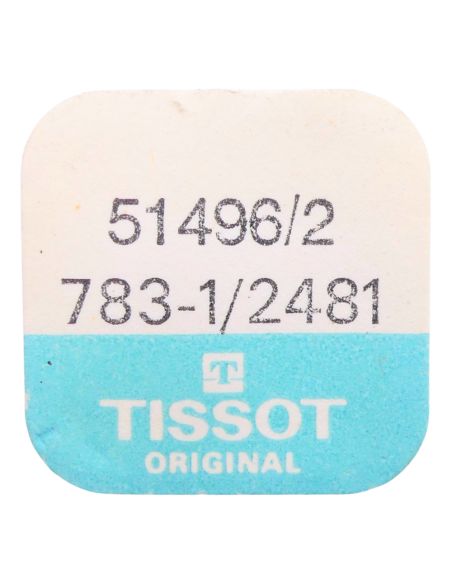 51496/2
783-1/2481
T
TISSOT
ORIGINAL